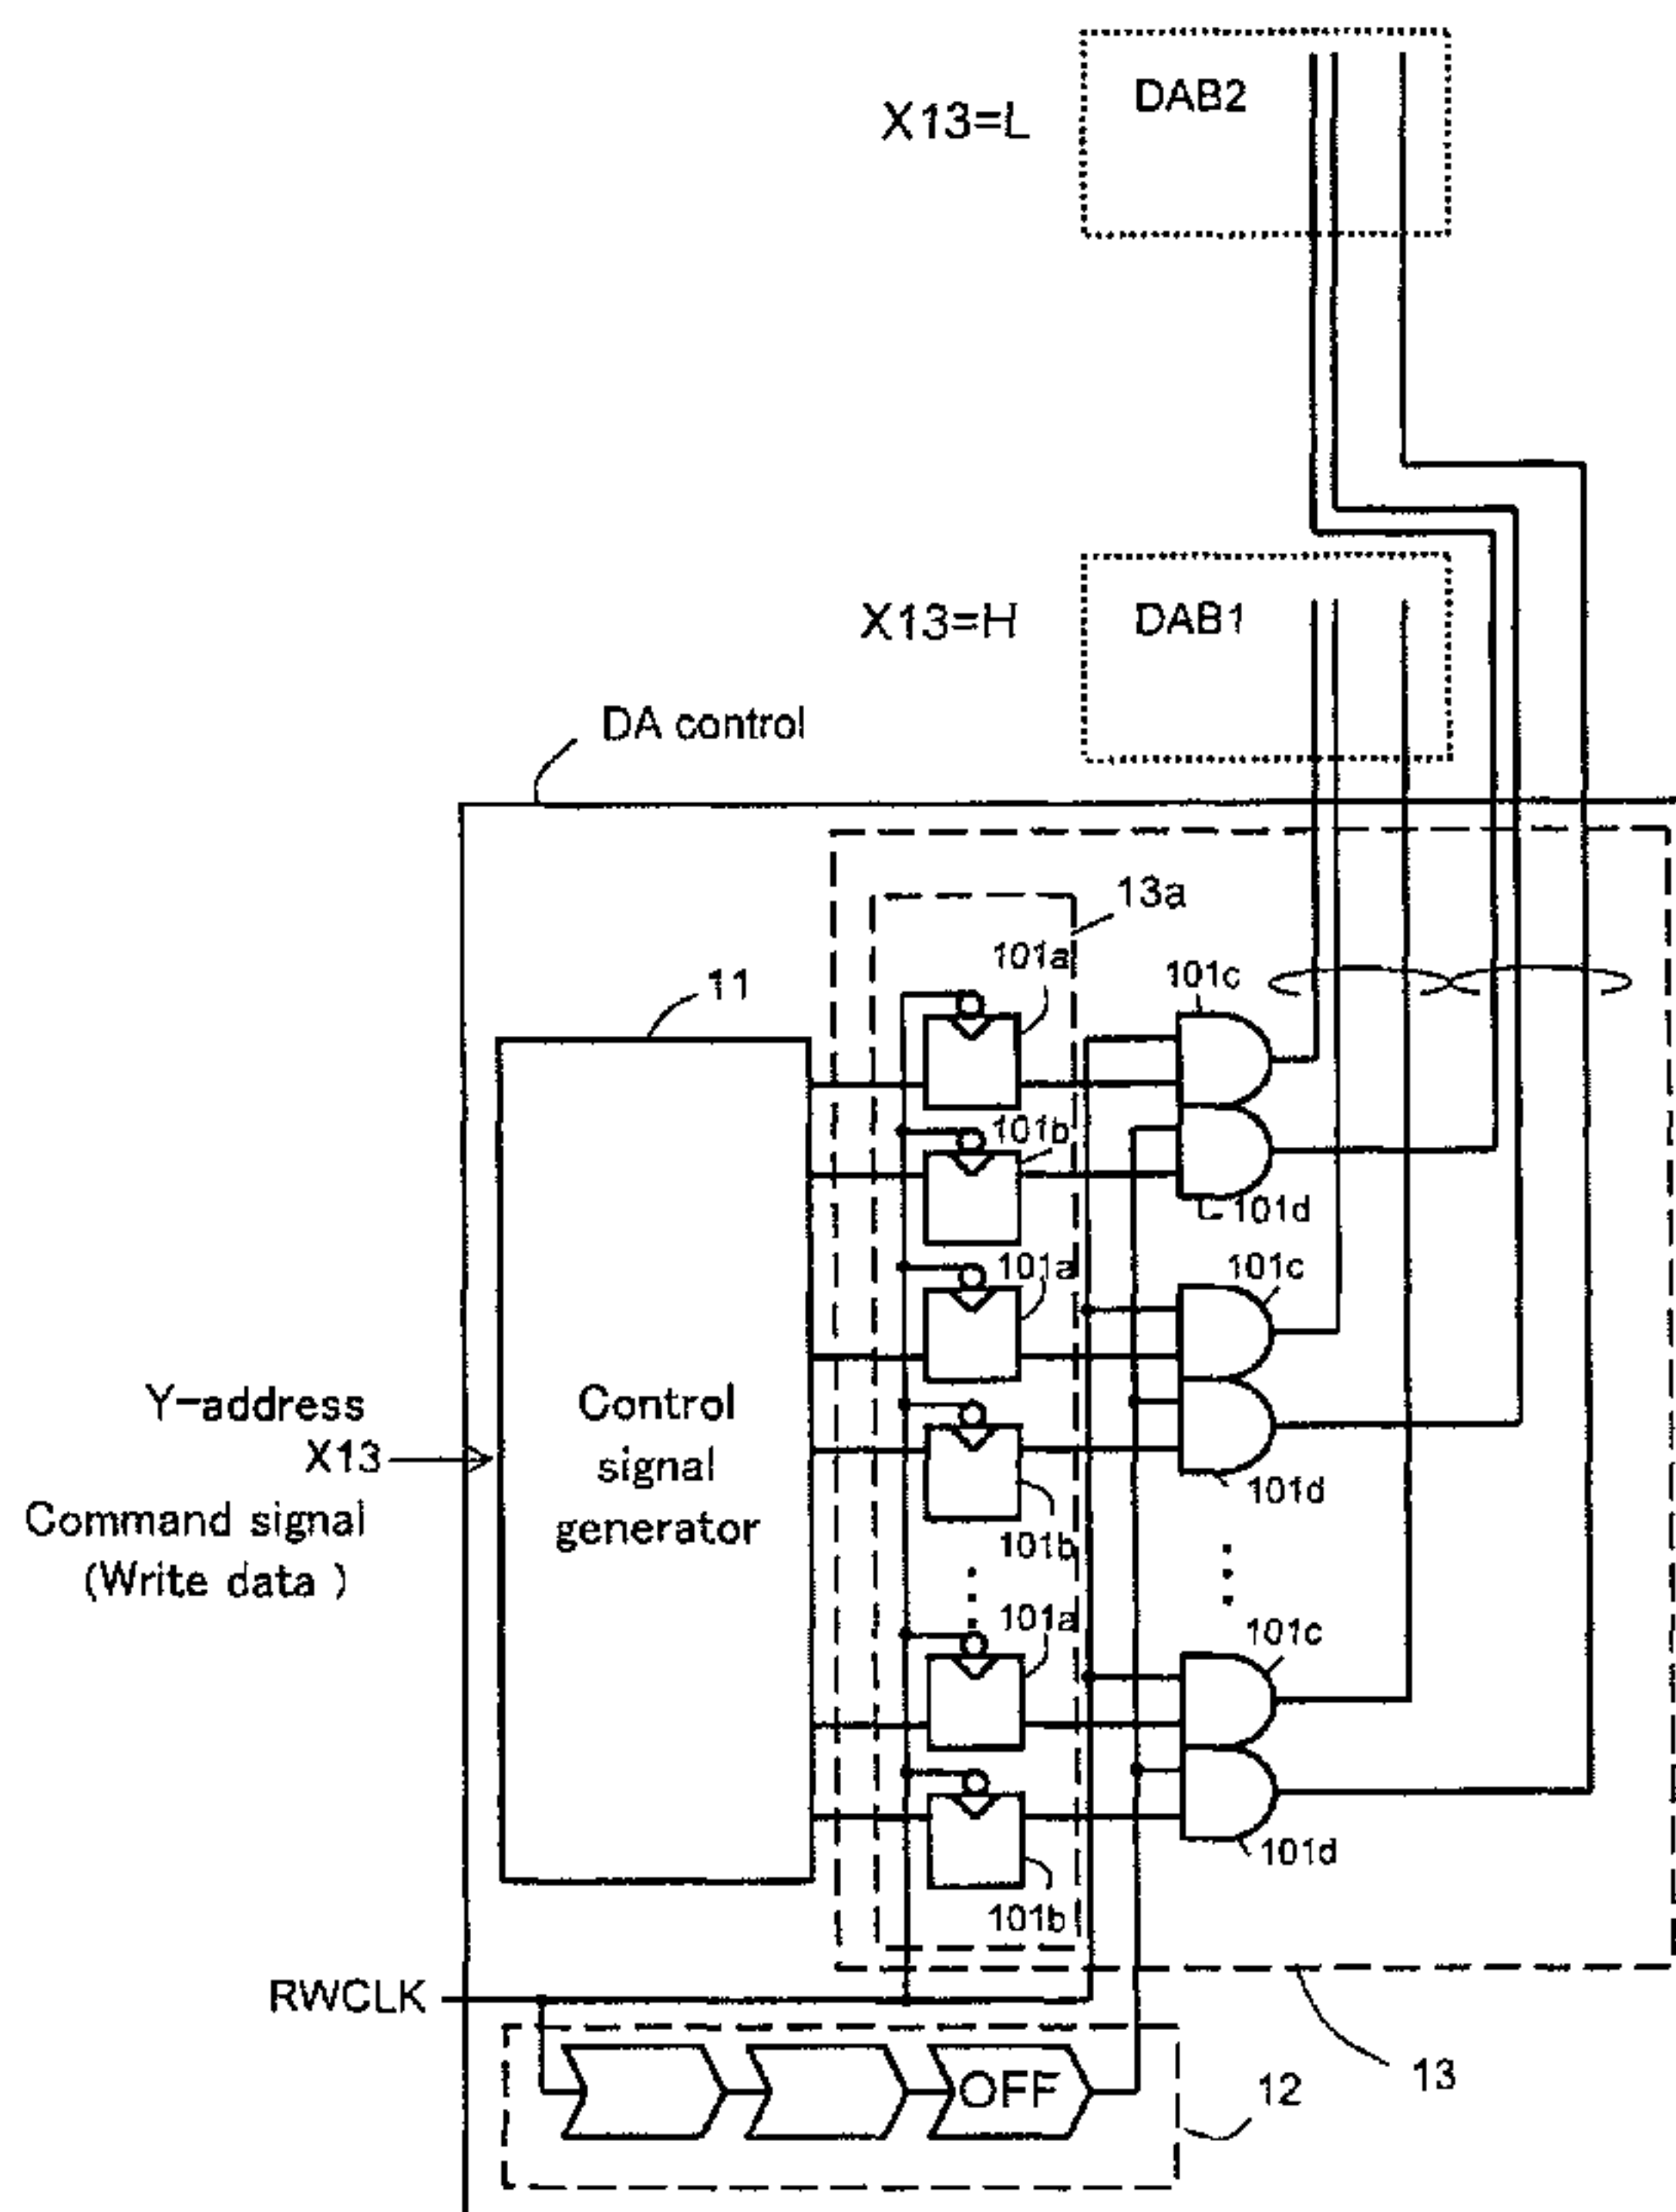 DAB2
X13=L
DAB1
X13=H
DA control
13a
101a
101c
11
101b
101d
101a
101c
Y-address
X13
Command signal
(Write data )
Control
signal
generator
101d
101b
101a
101c
101d
101b
RWCLK
13
OFF
12